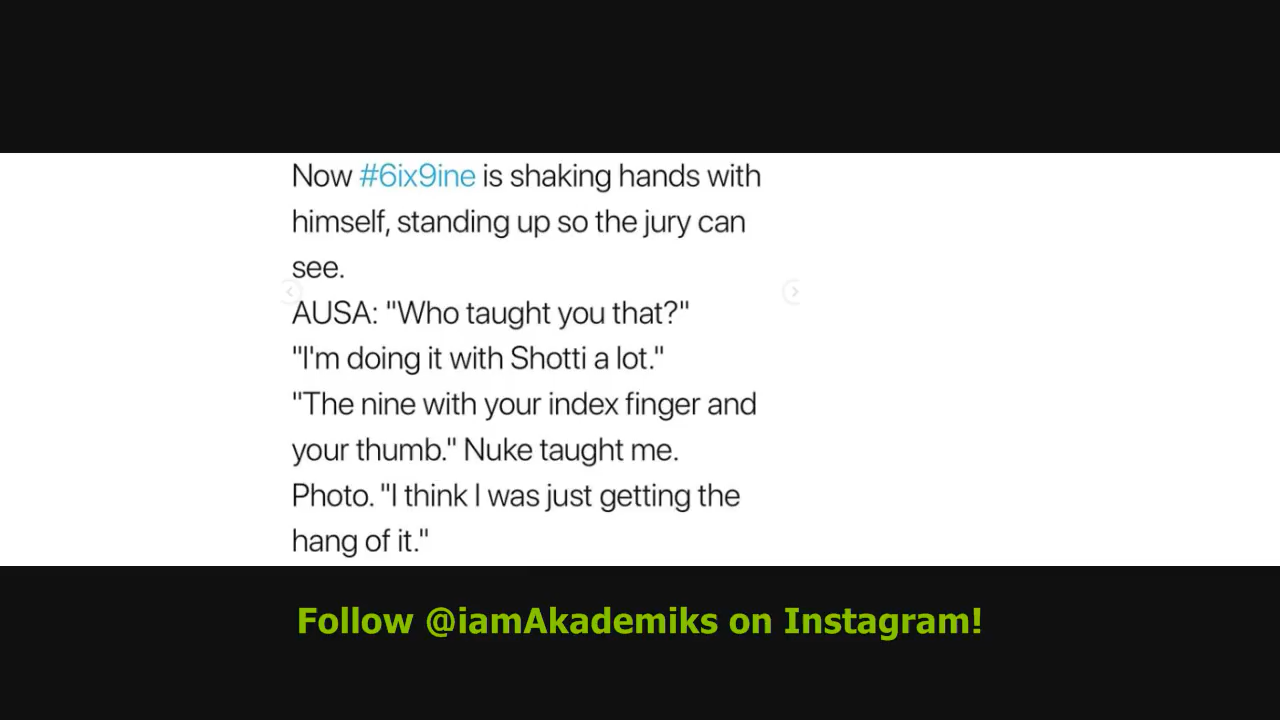 Now #6ix9ine is shaking hands with
himself, standing up so the jury can
see.
AUSA: "Who taught you that?"
"I'm doing it with Shotti a lot."
"The nine with your index finger and
your thumb." Nuke taught me.
Photo. "I think I was just getting the
hang of it."
Follow @iamAkademiks on Instagram!